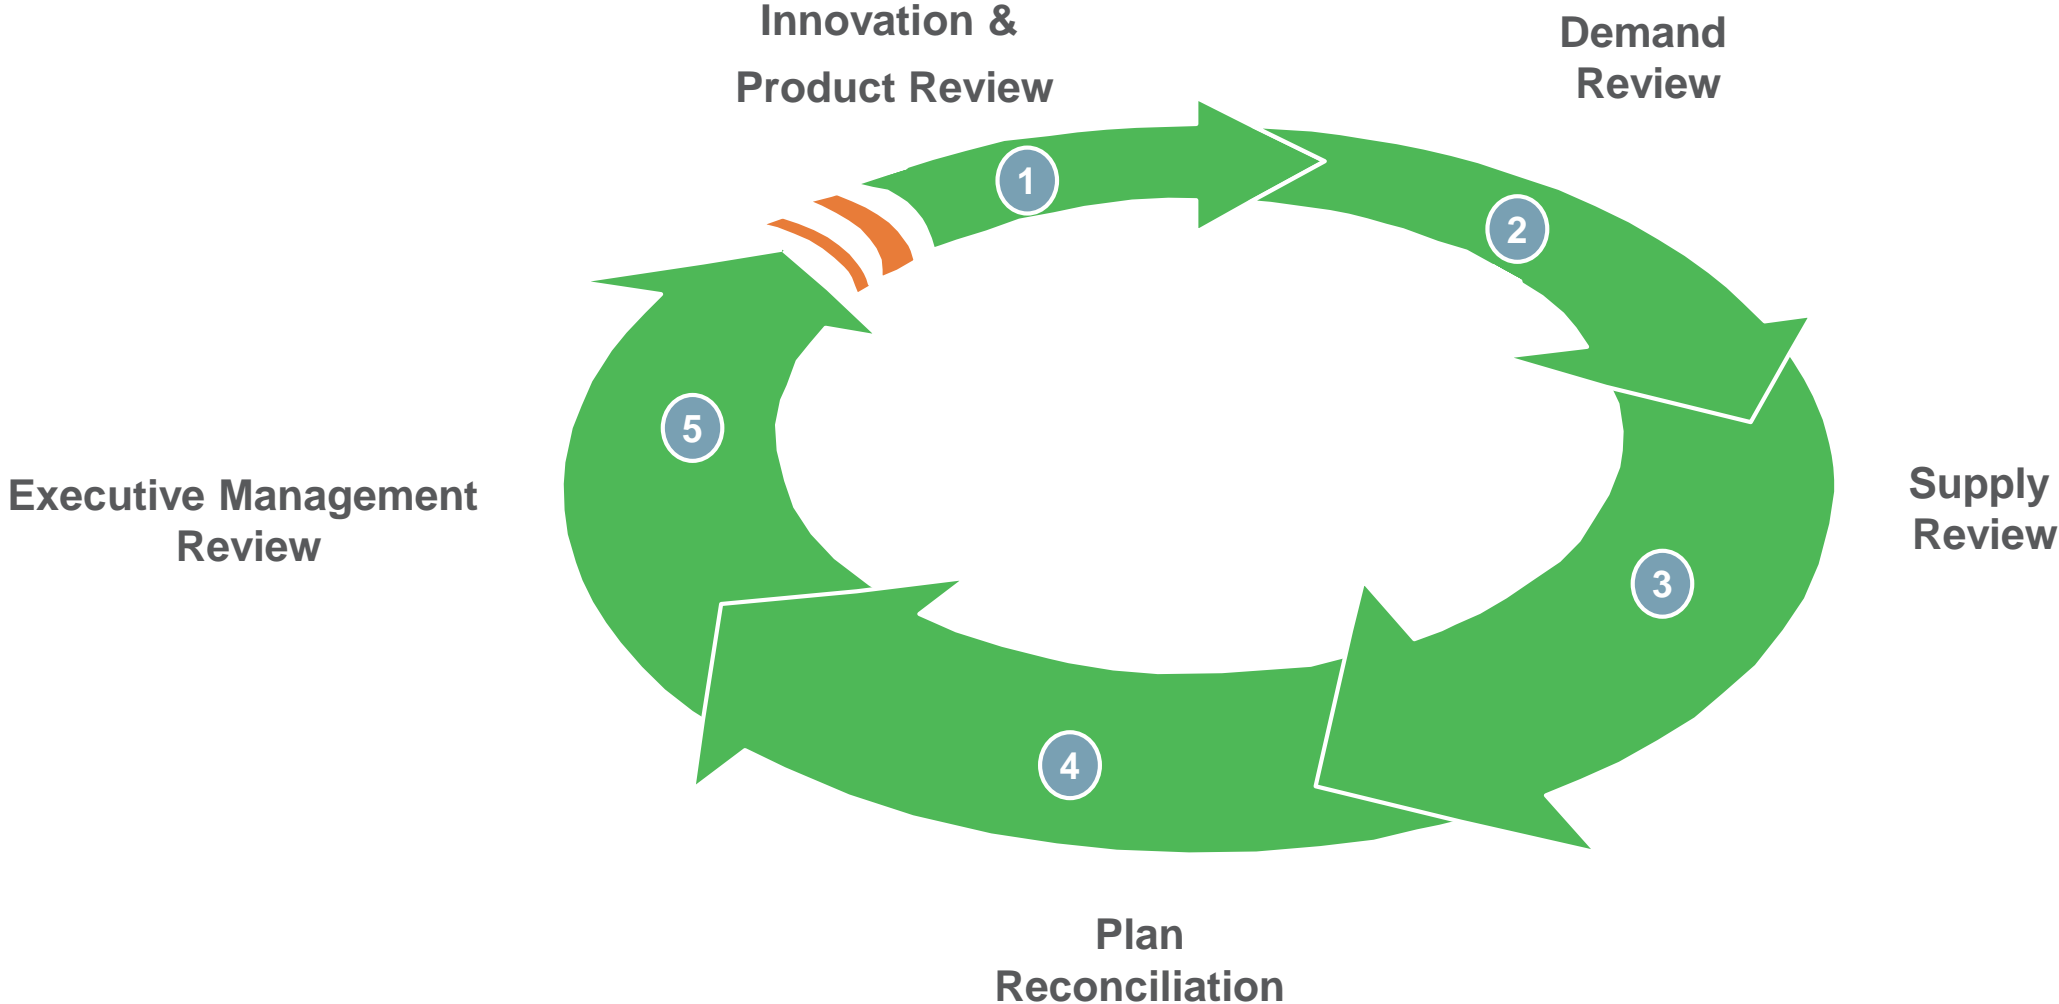 Innovation &
Product Review
1
Demand
Review
2
Supply
Review
3
Plan
Reconciliation
4
Executive Management
Review
5